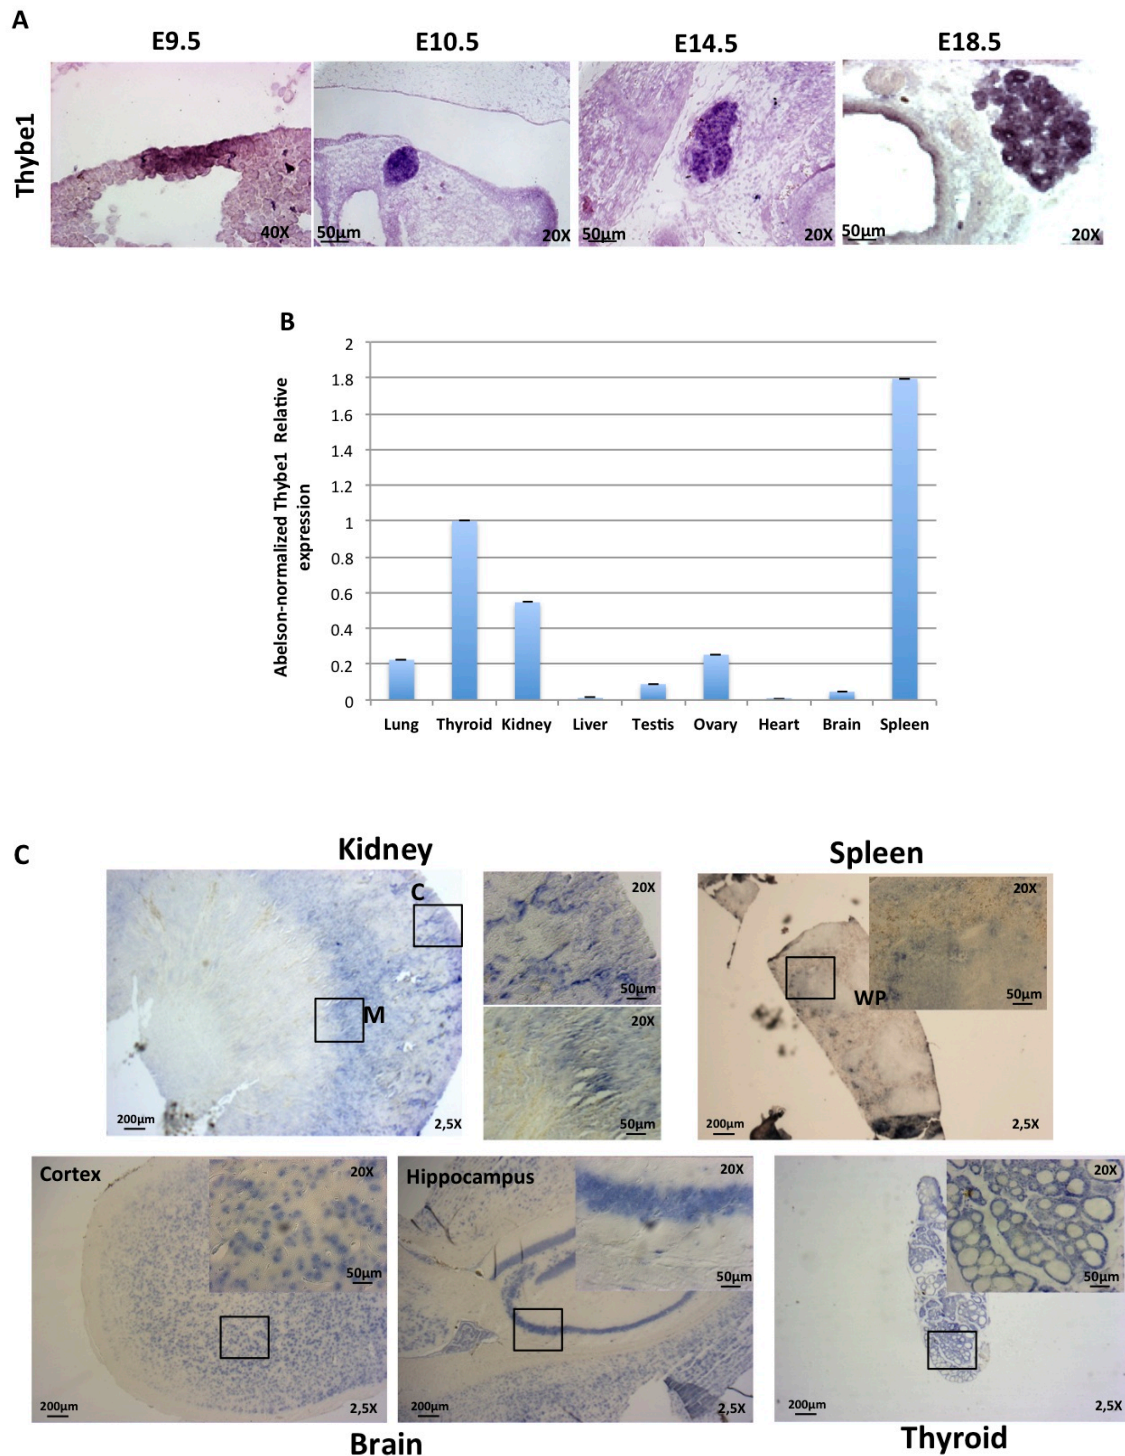 A
E9.5 E10.5 E14.5 E18.5
Thybe1
40X
50µm 20X
50µm 20X
50µm 20X
B
Abelson-normalized Thybe1 Relative
expression
2
1.8
1.6
1.4
1.2
1
0.8
0.6
0.4
0.2
0
Lung Thyroid Kidney Liver Testis Ovary Heart Brain Spleen
C
Kidney
C
M
200µm 2,5X
20X
50µm
20X
50µm
Spleen
20X
50µm
WP
200µm 2,5X
Cortex
20X
50µm
200µm 2,5X
Hippocampus
20X
50µm
200µm 2,5X
Brain
20X
50µm
200µm 2,5X
Thyroid